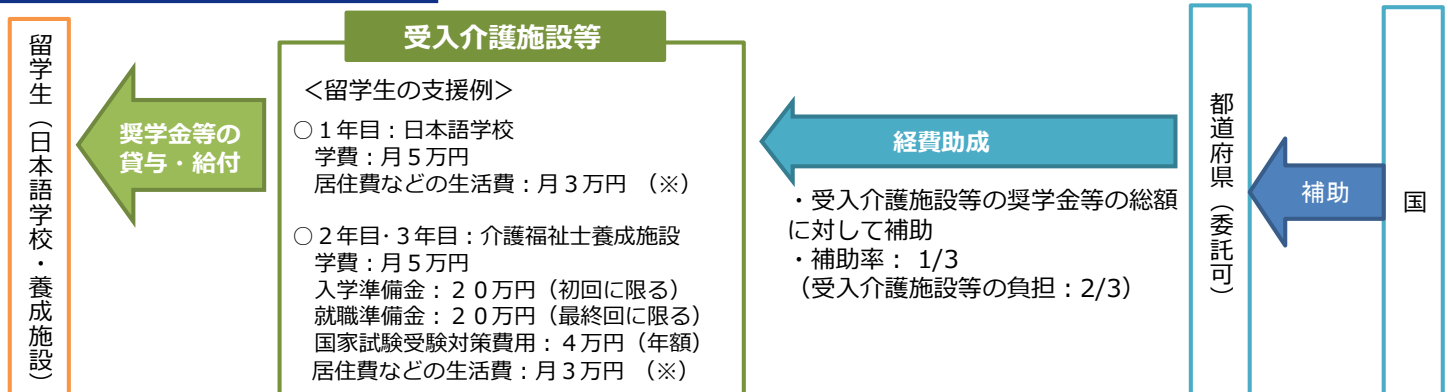 留学生（日本語学校・養成施設）
奨学金等の
貸与・給付
受入介護施設等
＜留学生の支援例＞
○１年目：日本語学校
学費：月５万円
居住費などの生活費：月３万円 （※）
○２年目･３年目：介護福祉士養成施設
学費：月５万円
入学準備金：２０万円（初回に限る）
就職準備金：２０万円（最終回に限る）
国家試験受験対策費用：４万円（年額）
居住費などの生活費：月３万円 （※）
経費助成
・受入介護施設等の奨学金等の総額
に対して補助
・補助率： 1/3
（受入介護施設等の負担：2/3）
都道府県（委託可）
補助
国